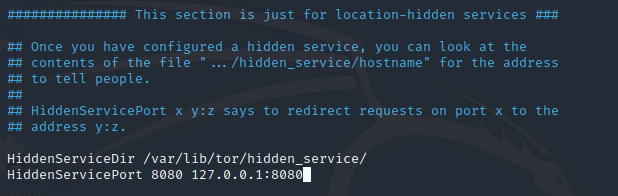 ############### This section is just for location-hidden services ###
## Once you have configured a hidden service, you can look at the
## contents of the file ".../hidden_service/hostname" for the address
## to tell people.
##
## HiddenServicePort x y:z says to redirect requests on port x to the
## address y:z.
HiddenServiceDir /var/lib/tor/hidden_service/
HiddenServicePort 8080 127.0.0.1:8080